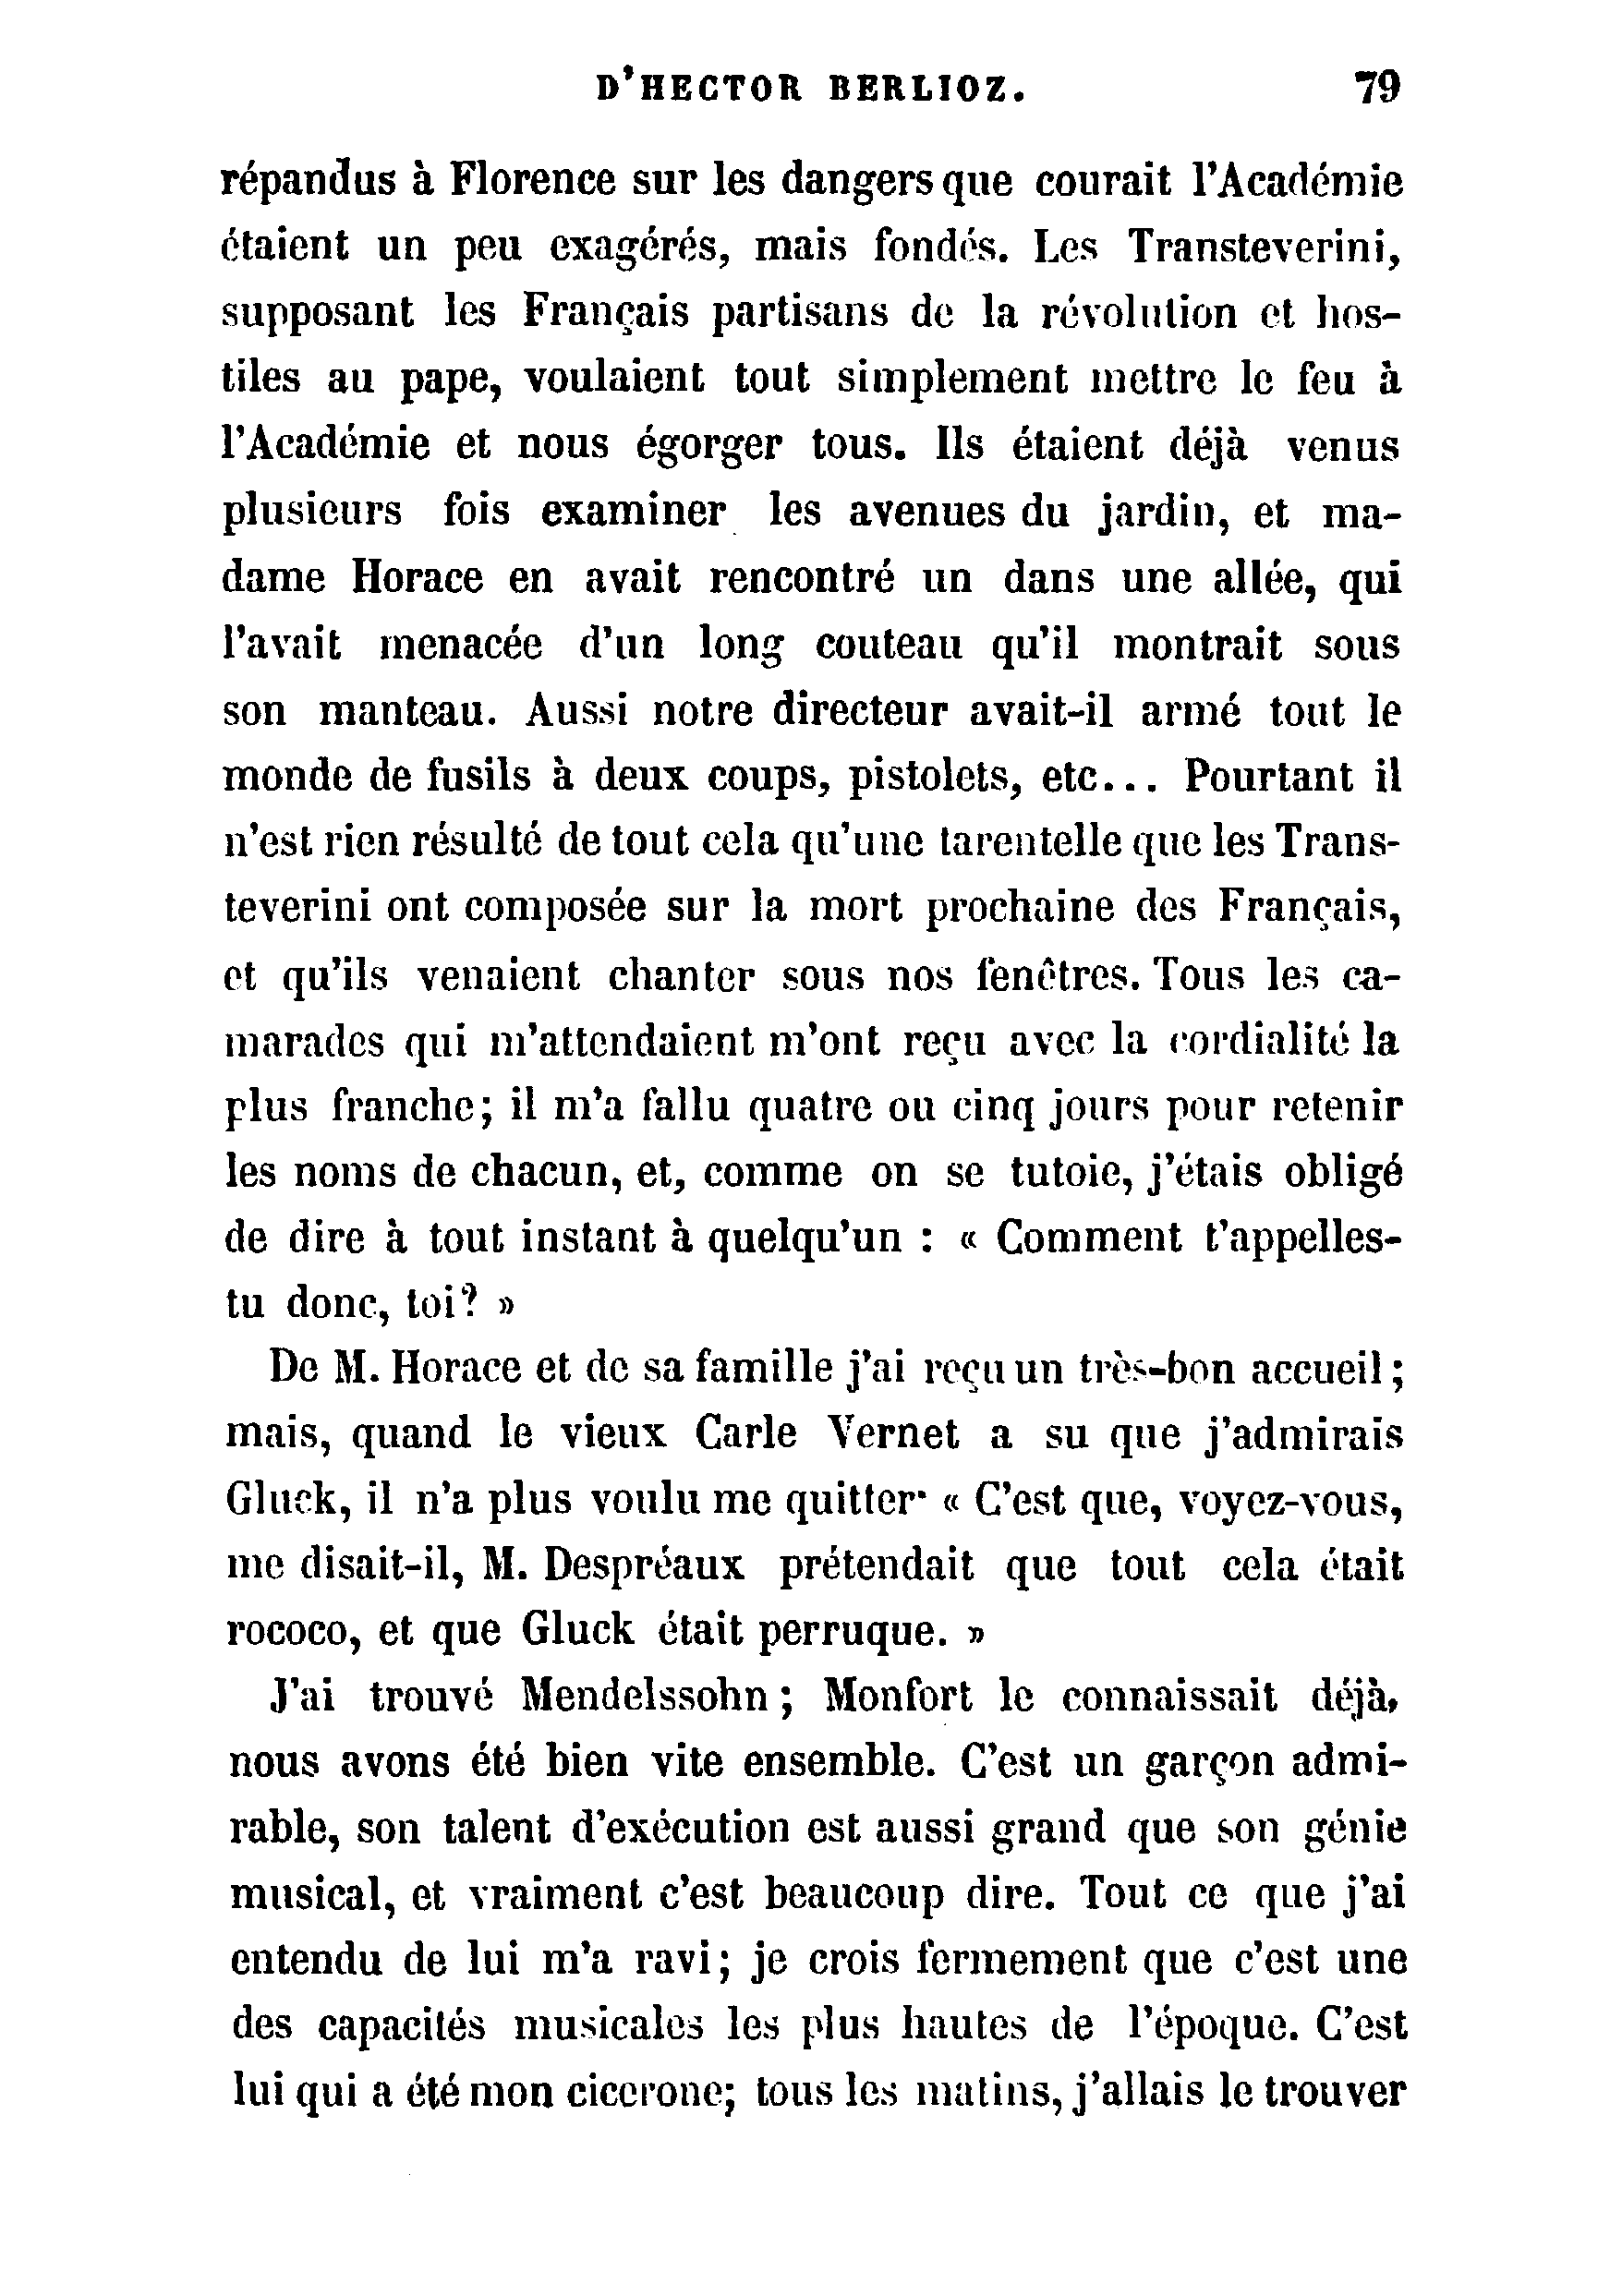 D'HECTOR BERLIOZ. 79
répandus à Florence sur les dangers que courait l'Académie
étaient un peu exagérés, mais fondés. Les Transteverini,
supposant les Français partisans de la révolution et hos-
tiles au pape, voulaient tout simplement mettre le feu à
l'Académie et nous égorger tous. Ils étaient déjà venus
plusieurs fois examiner les avenues du jardin, et ma-
dame Horace en avait rencontré un dans une allée, qui
l'avait menacée d'un long couteau qu'il montrait sous
son manteau. Aussi notre directeur avait-il armé tout le
monde de fusils à deux coups, pistolets, etc... Pourtant il
n'est rien résulté de tout cela qu'une tarentelle que les Trans-
teverini ont composée sur la mort prochaine des Français,
et qu'ils venaient chanter sous nos fenêtres. Tous les ca-
marades qui m'attendaient m'ont reçu avec la cordialité la
plus franche; il m'a fallu quatre ou cinq jours pour retenir
les noms de chacun, et, comme on se tutoie, j'étais obligé
de dire à tout instant à quelqu'un : « Comment t'appelles-
tu donc, toi? »
De M. Horace et de sa famille j'ai reçu un très-bon accueil;
mais, quand le vieux Carle Vernet a su que j'admirais
Gluck, il n'a plus voulu me quitter· « C'est que, voyez-vous,
me disait-il, M. Despréaux prétendait que tout cela était
rococo, et que Gluck était perruque. »
J'ai trouvé Mendelssohn; Monfort le connaissait déjà,
nous avons été bien vite ensemble. C'est un garçon admi-
rable, son talent d'exécution est aussi grand que son génie
musical, et vraiment c'est beaucoup dire. Tout ce que j'ai
entendu de lui m'a ravi; je crois fermement que c'est une
des capacités musicales les plus hautes de l'époque. C'est
lui qui a été mon cicerone; tous les matins, j'allais le trouver